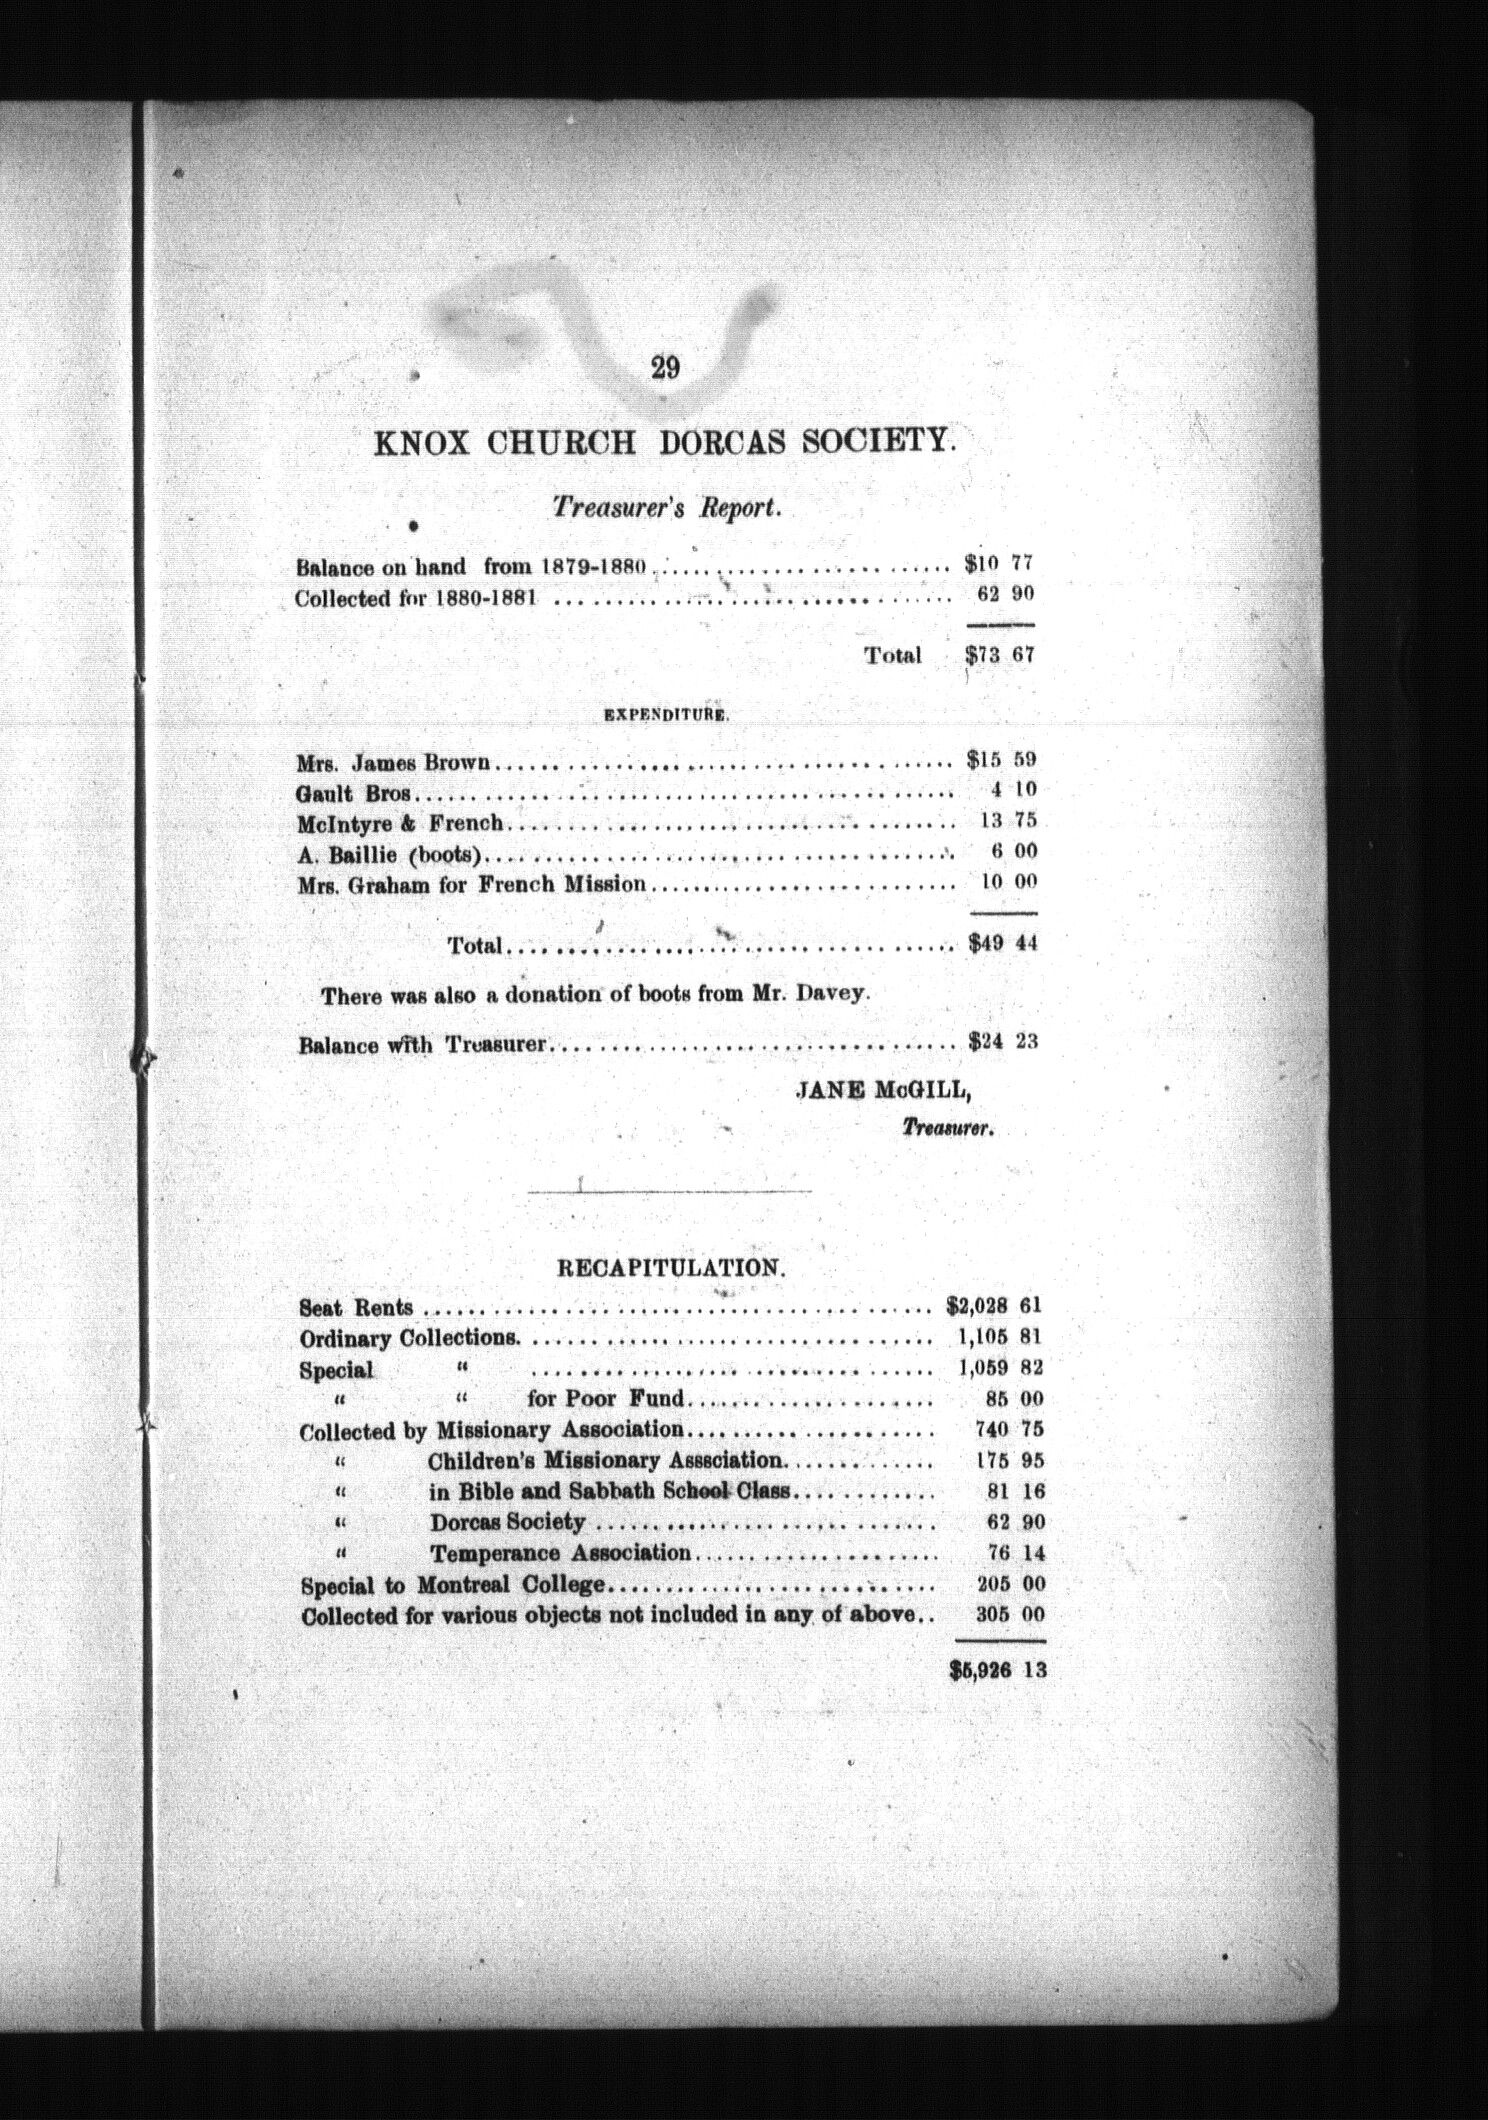 29
KNOX CHURCH DORCAS SOCIETY.
Treasurer's Report.
Balance on hand from 1879-1880 ........................ $10 77
Collected for 1880-1881 ................................ 62 90
Total $73 67
EXPENDITURE.
Mrs. James Brown...................................... $15 59
Gault Bros............................................. 4 10
McIntyre & French..................................... 13 75
A. Baillie (boots)...................................... 6 00
Mrs. Graham for French Mission......................... 10 00
Total..................................... $49 44
There was also a donation of boots from Mr. Davey.
Balance with Treasurer................................. $24 23
JANE McGILL,
Treasurer.
RECAPITULATION.
Seat Rents .......................................... $2,028 61
Ordinary Collections. ................................. 1,105 81
Special “ ................................. 1,059 82
“ “ for Poor Fund..................... 85 00
Collected by Missionary Association..................... 740 75
“ Children's Missionary Asssciation............. 175 95
“ in Bible and Sabbath School Class............ 81 16
“ Dorcas Society ............................ 62 90
“ Temperance Association.................... 76 14
Special to Montreal College........................... 205 00
Collected for various objects not included in any of above.. 305 00
$5,926 13